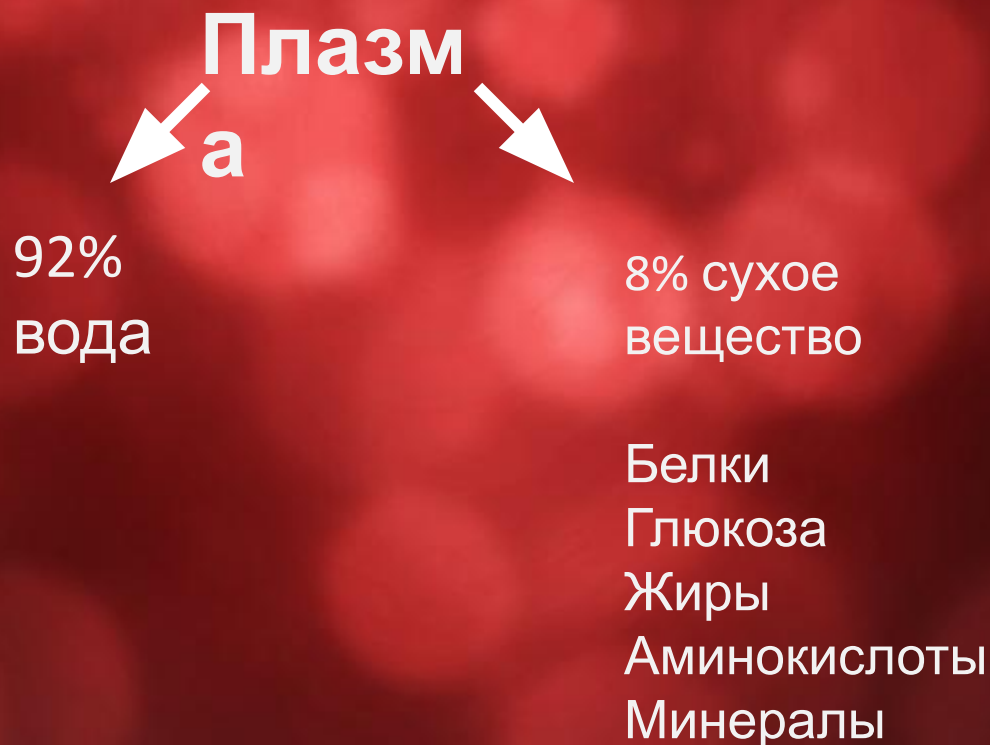 Плазм
а
92%
вода
8% сухое
вещество
Белки
Глюкоза
Жиры
Аминокислоты
Минералы